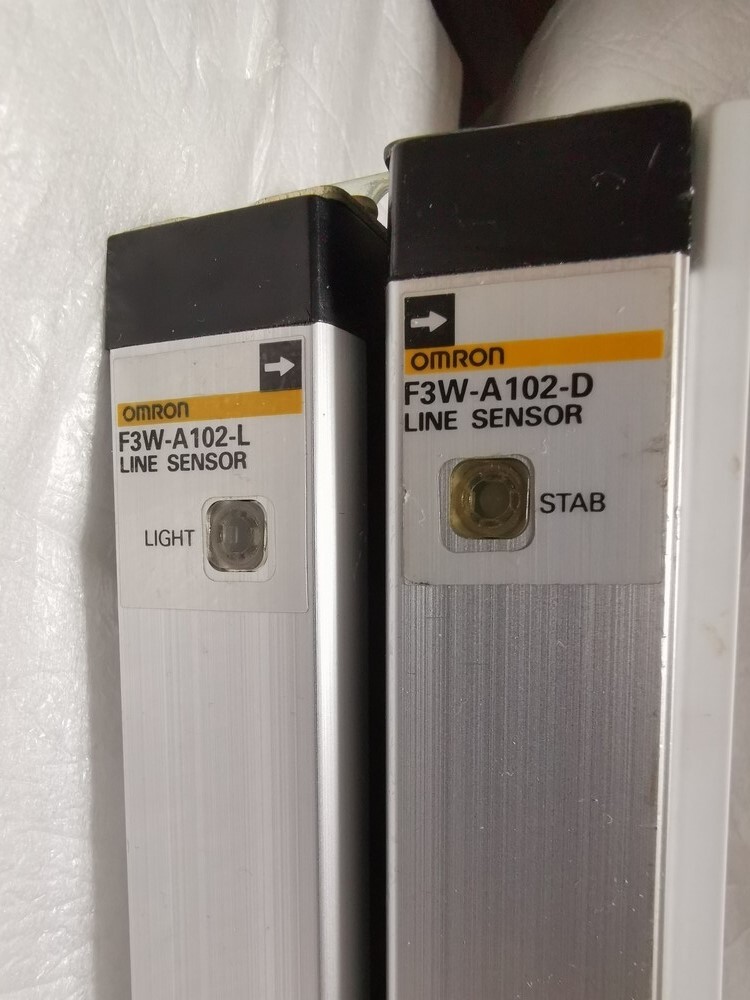 OMRON
F3W-A102-L
LINE SENSOR
LIGHT
OMRON
F3W-A102-D
LINE SENSOR
STAB